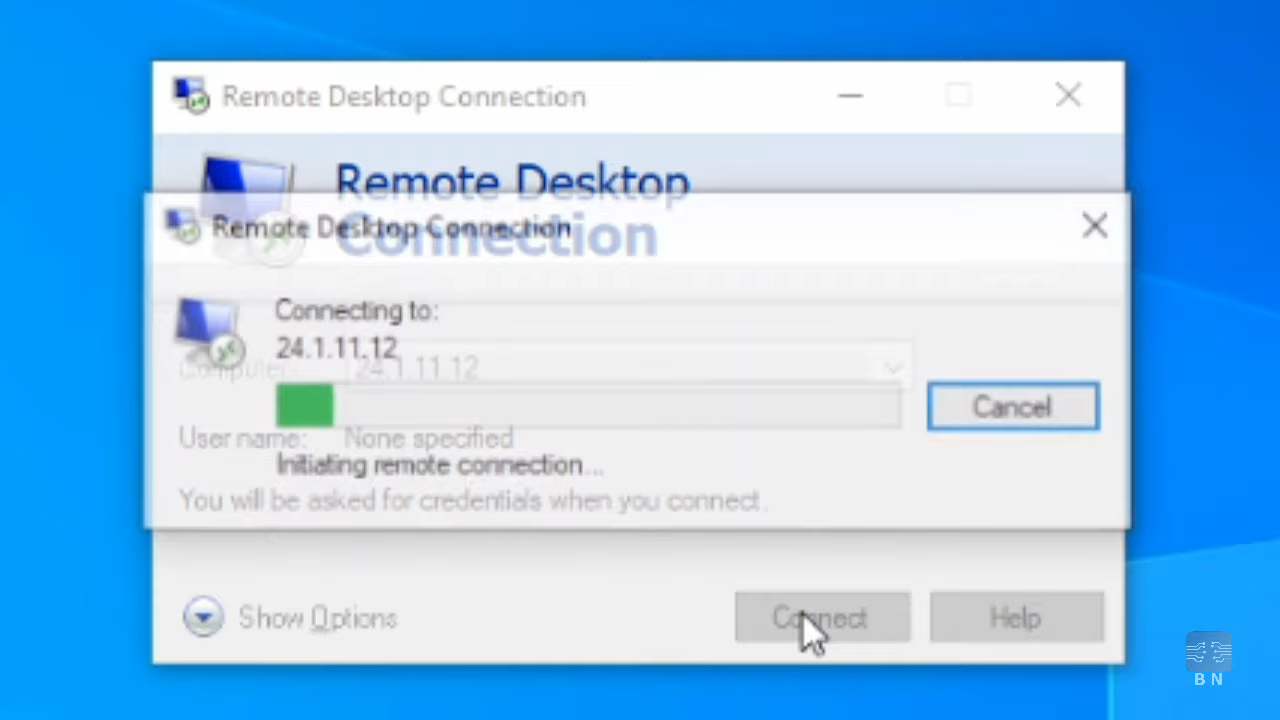 Remote Desktop Connection
Remote Desktop
Connection
Remote Desktop Connection
Connecting to:
24.1.11.12
Computer: 24.1.11.12
Cancel
User name: None specified
Initiating remote connection...
You will be asked for credentials when you connect.
Show Options
Connect
Help
BN